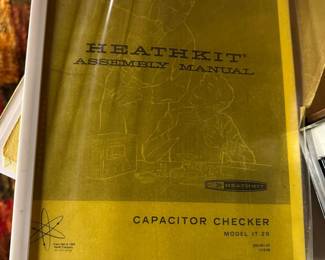 HEATHKIT®
ASSEMBLY MANUAL
HEATHKIT
CAPACITOR CHECKER
MODEL IT-28